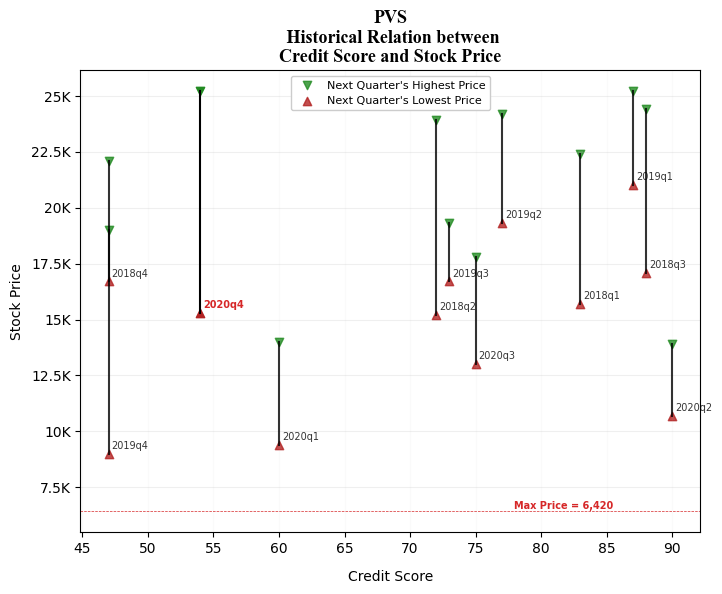 PVS
Historical Relation between
Credit Score and Stock Price
Next Quarter's Highest Price
Next Quarter's Lowest Price
25K
22.5K
20K
17.5K
15K
12.5K
10K
7.5K
Stock Price
2019q1
2019q2
2018q4
2019q3
2018q3
2020q4
2018q2
2018q1
2020q3
2020q2
2019q4
2020q1
Max Price = 6,420
45
50
55
60
65
70
75
80
85
90
Credit Score